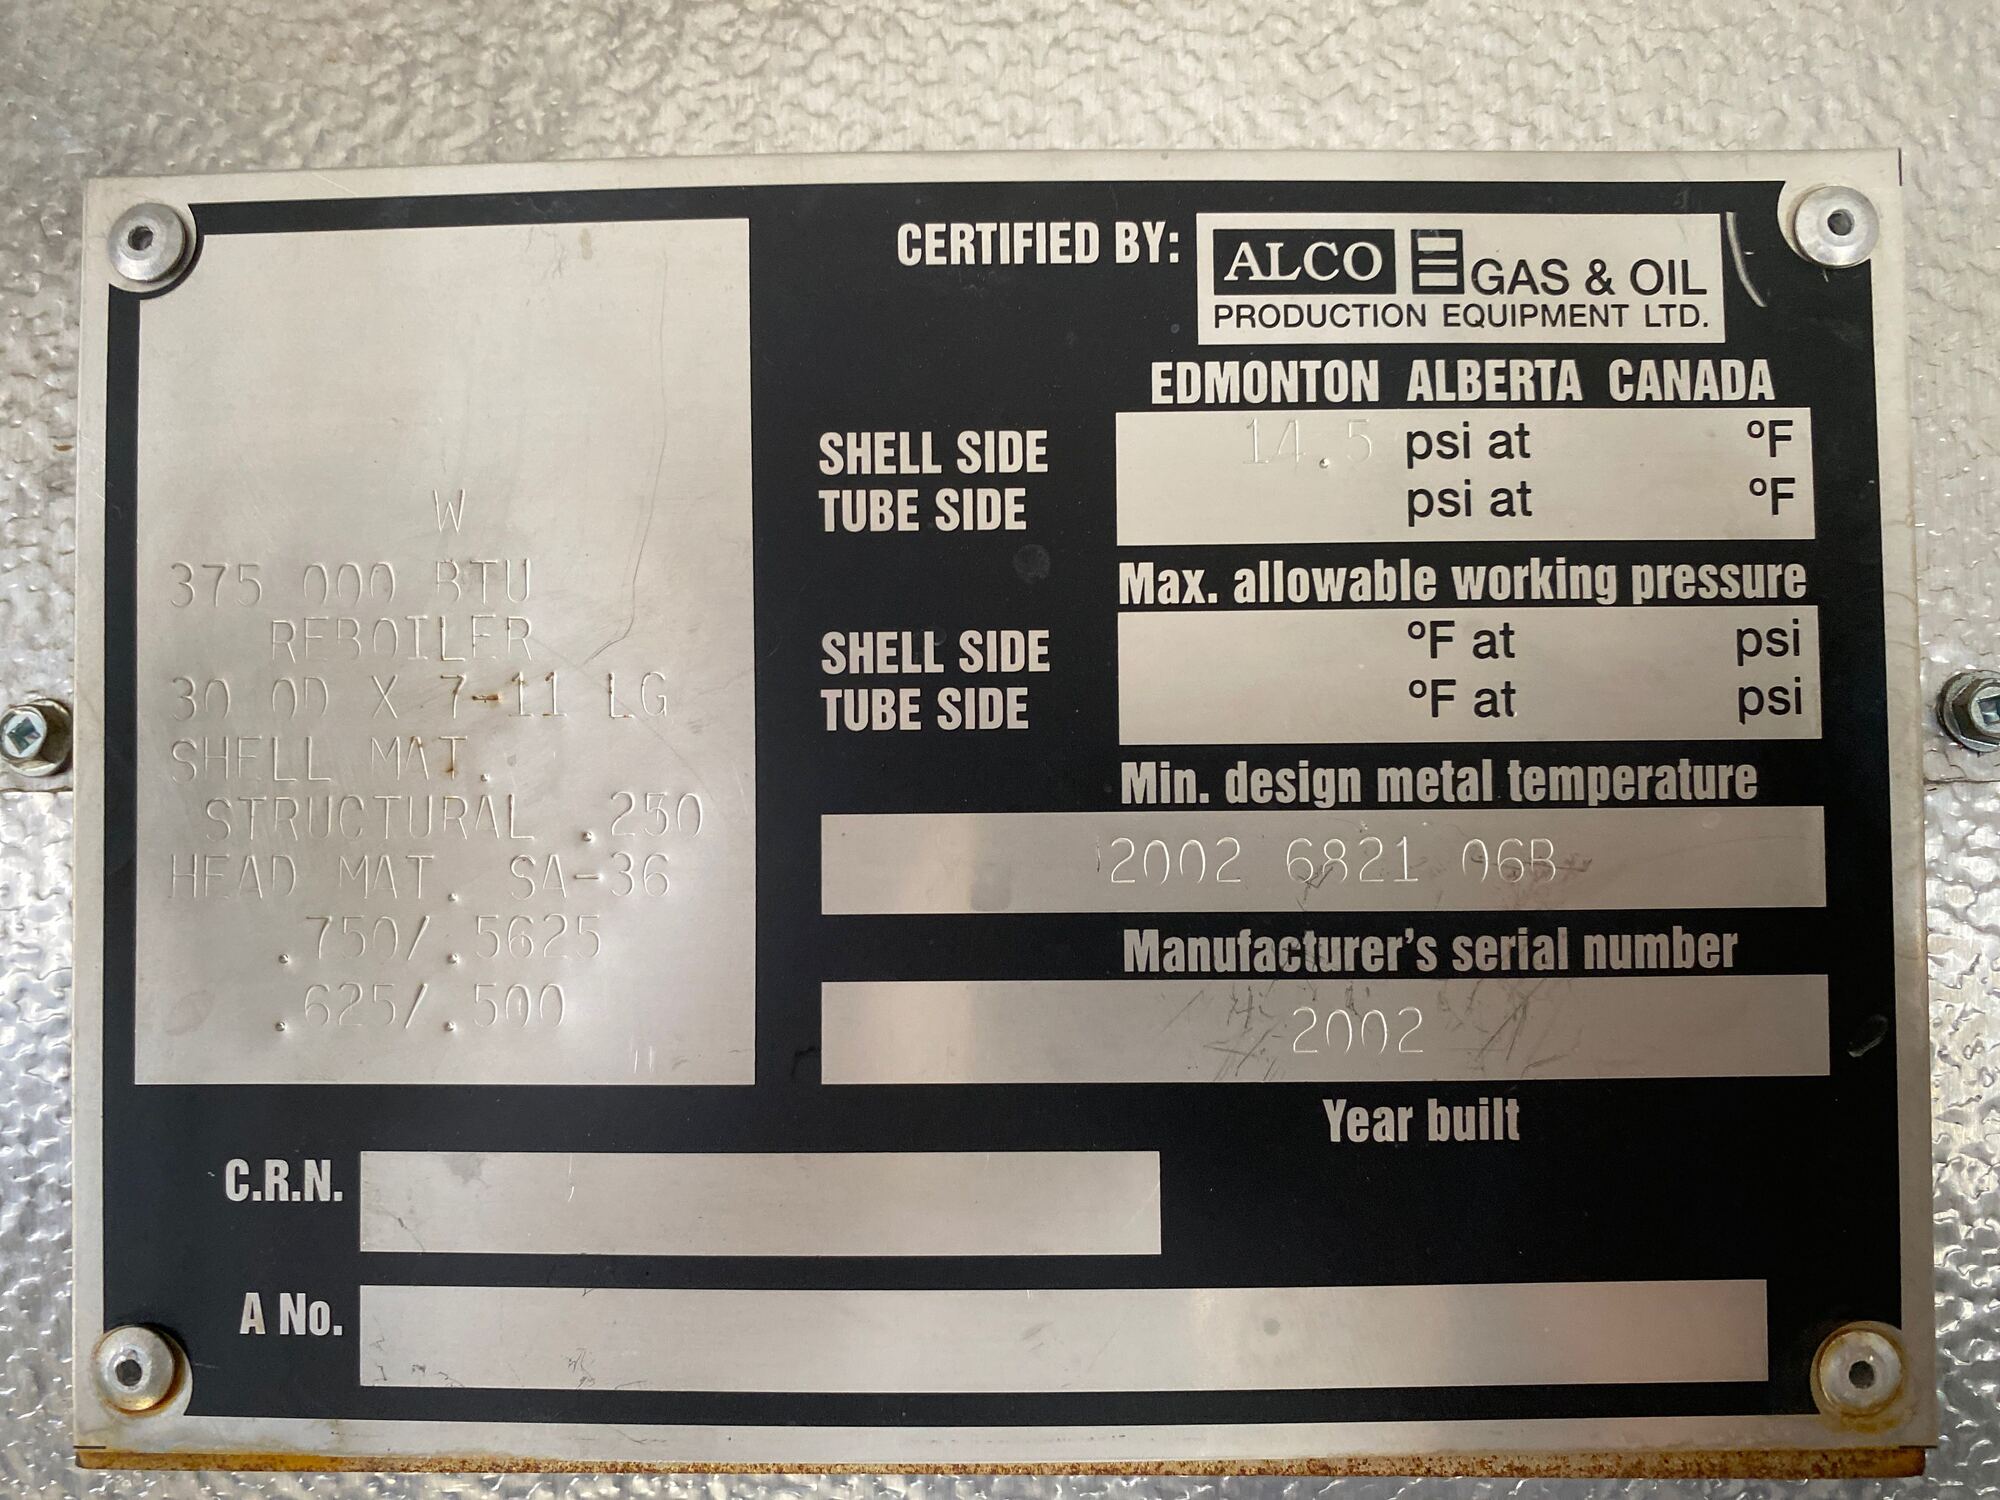 CERTIFIED BY: ALCO GAS & OIL
PRODUCTION EQUIPMENT LTD.
EDMONTON ALBERTA CANADA
SHELL SIDE 14.5 psi at °F
TUBE SIDE psi at °F
Max. allowable working pressure
SHELL SIDE °F at psi
TUBE SIDE °F at psi
Min. design metal temperature
2002 6821 06B
Manufacturer's serial number
2002
Year built
W
375 000 BTU
REBOILER
30 OD X 7-11 LG
SHELL MAT.
STRUCTURAL .250
HEAD MAT. SA-36
.750/.5625
.625/.500
C.R.N.
A No.